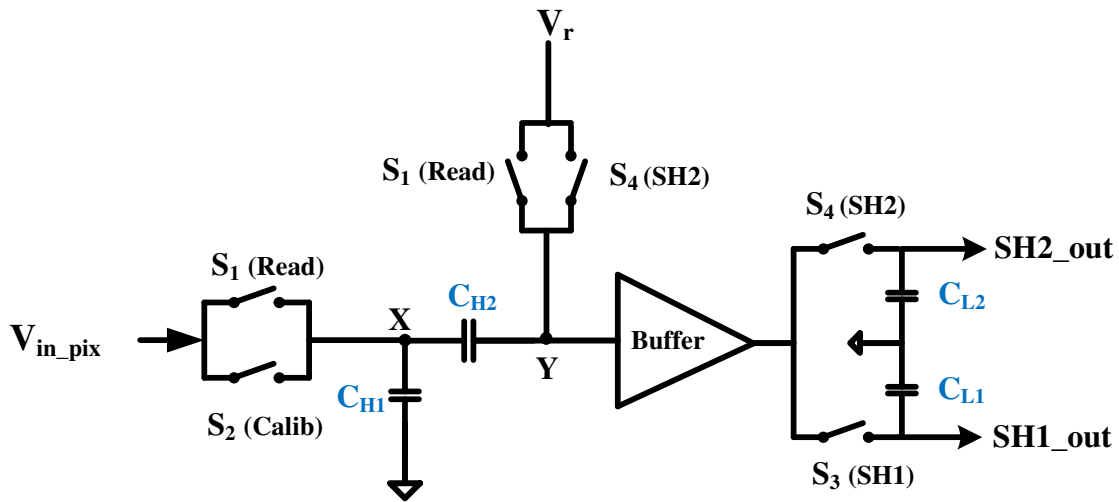 Vr
S1 (Read)
S4 (SH2)
S4 (SH2)
SH2_out
S1 (Read)
CH2
CL2
X
Vin_pix
Buffer
Y
CH1
CL1
S2 (Calib)
SH1_out
S3 (SH1)